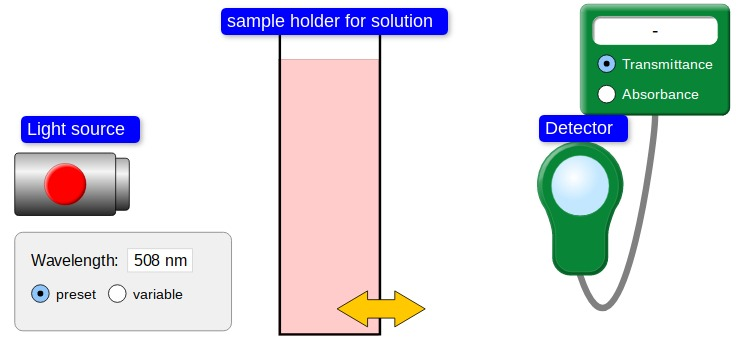 sample holder for solution
-
Transmittance
Absorbance
Light source
Detector
Wavelength: 508 nm
preset variable